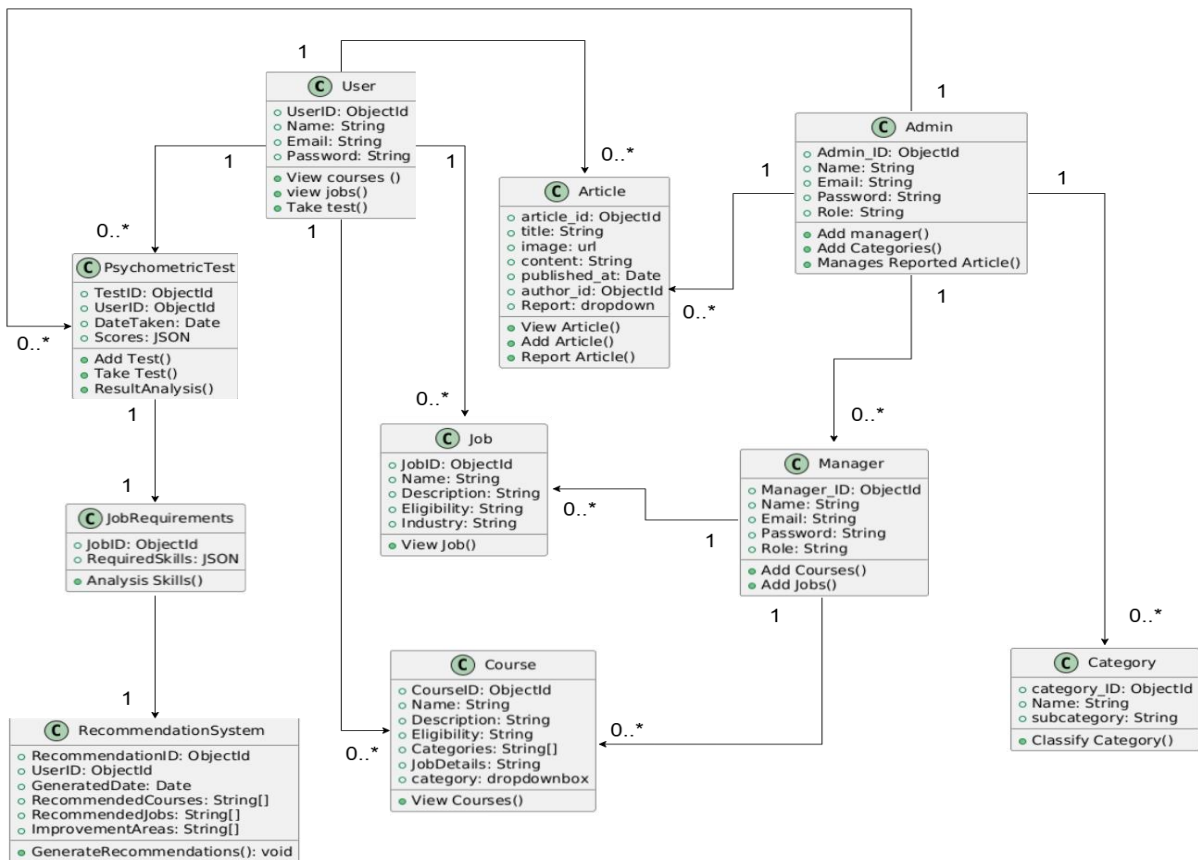 1
1
1
C User
UserID: ObjectId
Name: String
Email: String
Password: String
View courses ()
view jobs()
Take test()
1
1
1
0..*
0..*
C Admin
Admin_ID: ObjectId
Name: String
Email: String
Password: String
Role: String
Add manager()
Add Categories()
Manages Reported Article()
1
1
1
C Article
article_id: ObjectId
title: String
image: url
content: String
published_at: Date
author_id: ObjectId
Report: dropdown
View Article()
Add Article()
Report Article()
0..*
C PsychometricTest
TestID: ObjectId
UserID: ObjectId
DateTaken: Date
Scores: JSON
Add Test()
Take Test()
ResultAnalysis()
0..*
1
0..*
0..*
C Job
JobID: ObjectId
Name: String
Description: String
Eligibility: String
Industry: String
View Job()
0..*
C Manager
Manager_ID: ObjectId
Name: String
Email: String
Password: String
Role: String
Add Courses()
Add Jobs()
1
1
1
C JobRequirements
JobID: ObjectId
RequiredSkills: JSON
Analysis Skills()
1
0..*
C Category
category_ID: ObjectId
Name: String
subcategory: String
Classify Category()
C Course
CourseID: ObjectId
Name: String
Description: String
Eligibility: String
Categories: String[]
JobDetails: String
category: dropdownbox
View Courses()
0..*
0..*
C RecommendationSystem
RecommendationID: ObjectId
UserID: ObjectId
GeneratedDate: Date
RecommendedCourses: String[]
RecommendedJobs: String[]
ImprovementAreas: String[]
GenerateRecommendations(): void